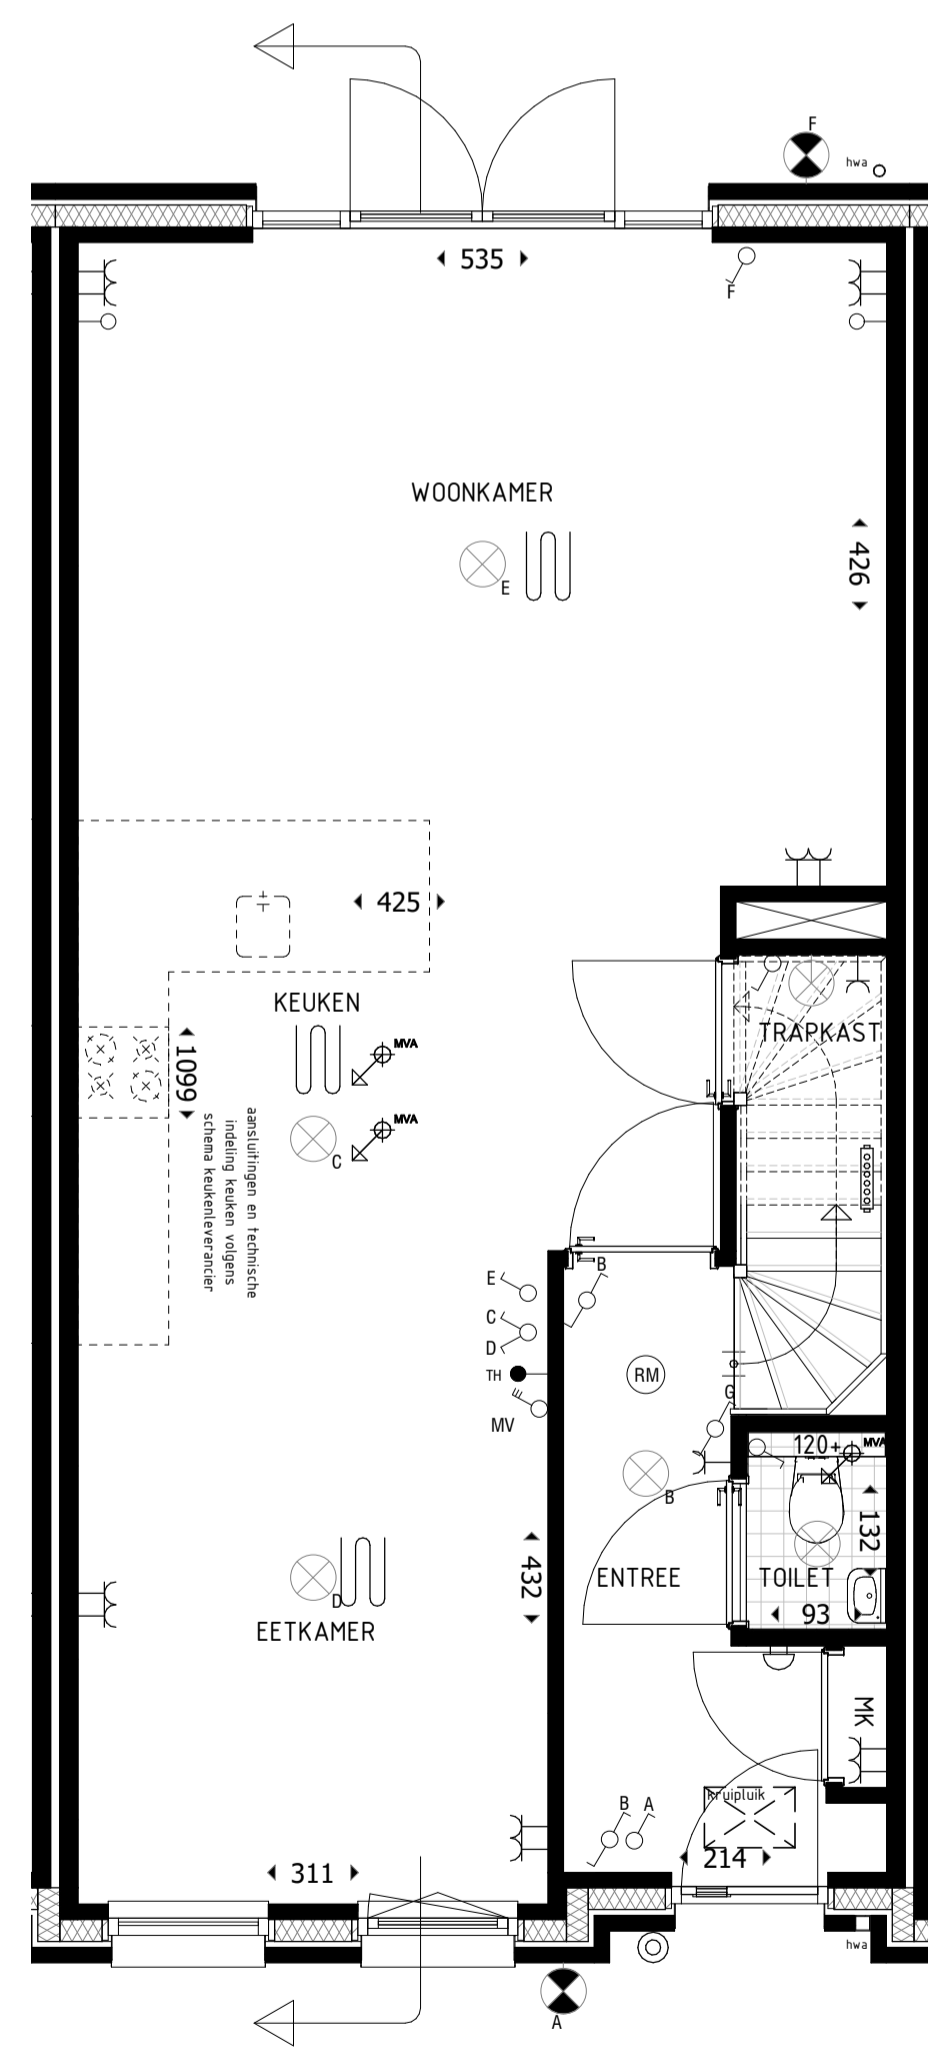 F
hwa
535
F
WOONKAMER
E
426
425
KEUKEN
MVA
1099
TRAPKAST
MVA
C
aansluitingen en technische
indeling keuken volgens
schema keukenleverancier
E
B
C
D
TH
RM
G
MV
120+
MVA
B
132
432
ENTREE
TOILET
D
93
EETKAMER
MK
kruipluik
B
A
214
311
hwa
A